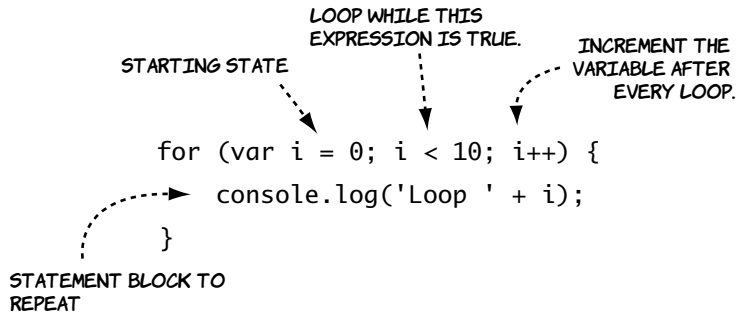 LOOP WHILE THIS
EXPRESSION IS TRUE.
INCREMENT THE
VARIABLE AFTER
EVERY LOOP.
STARTING STATE
for (var i = 0; i < 10; i++) {
console.log('Loop ' + i);
}
STATEMENT BLOCK TO
REPEAT